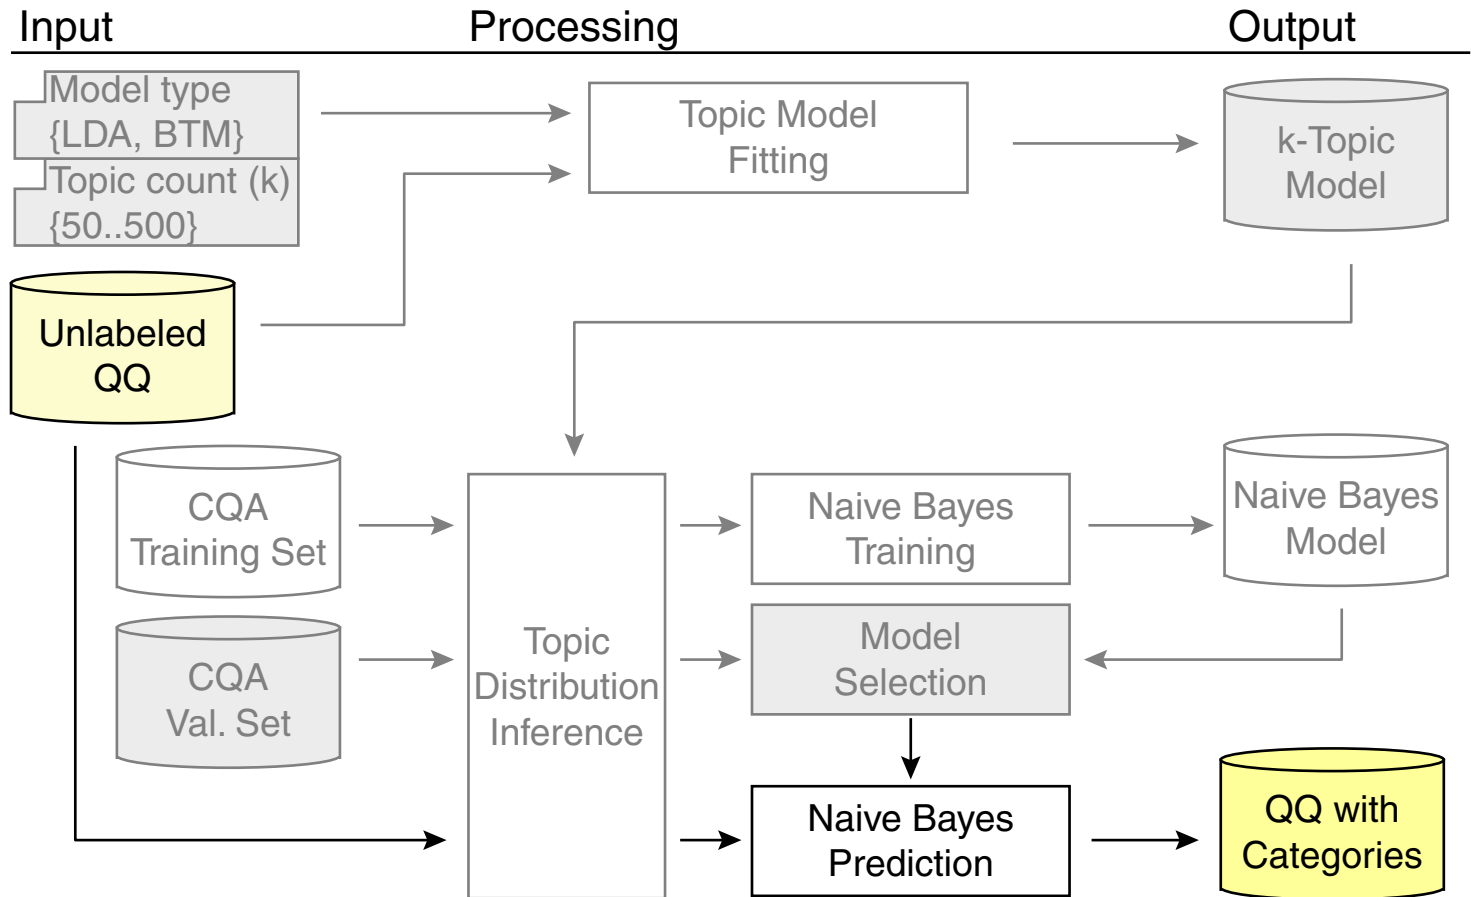 Input
Processing
Output
Model type
{LDA, BTM}
Topic count (k)
{50..500}
Topic Model
Fitting
k-Topic
Model
Unlabeled
QQ
CQA
Training Set
CQA
Val. Set
Topic
Distribution
Inference
Naive Bayes
Training
Naive Bayes
Model
Model
Selection
Naive Bayes
Prediction
QQ with
Categories